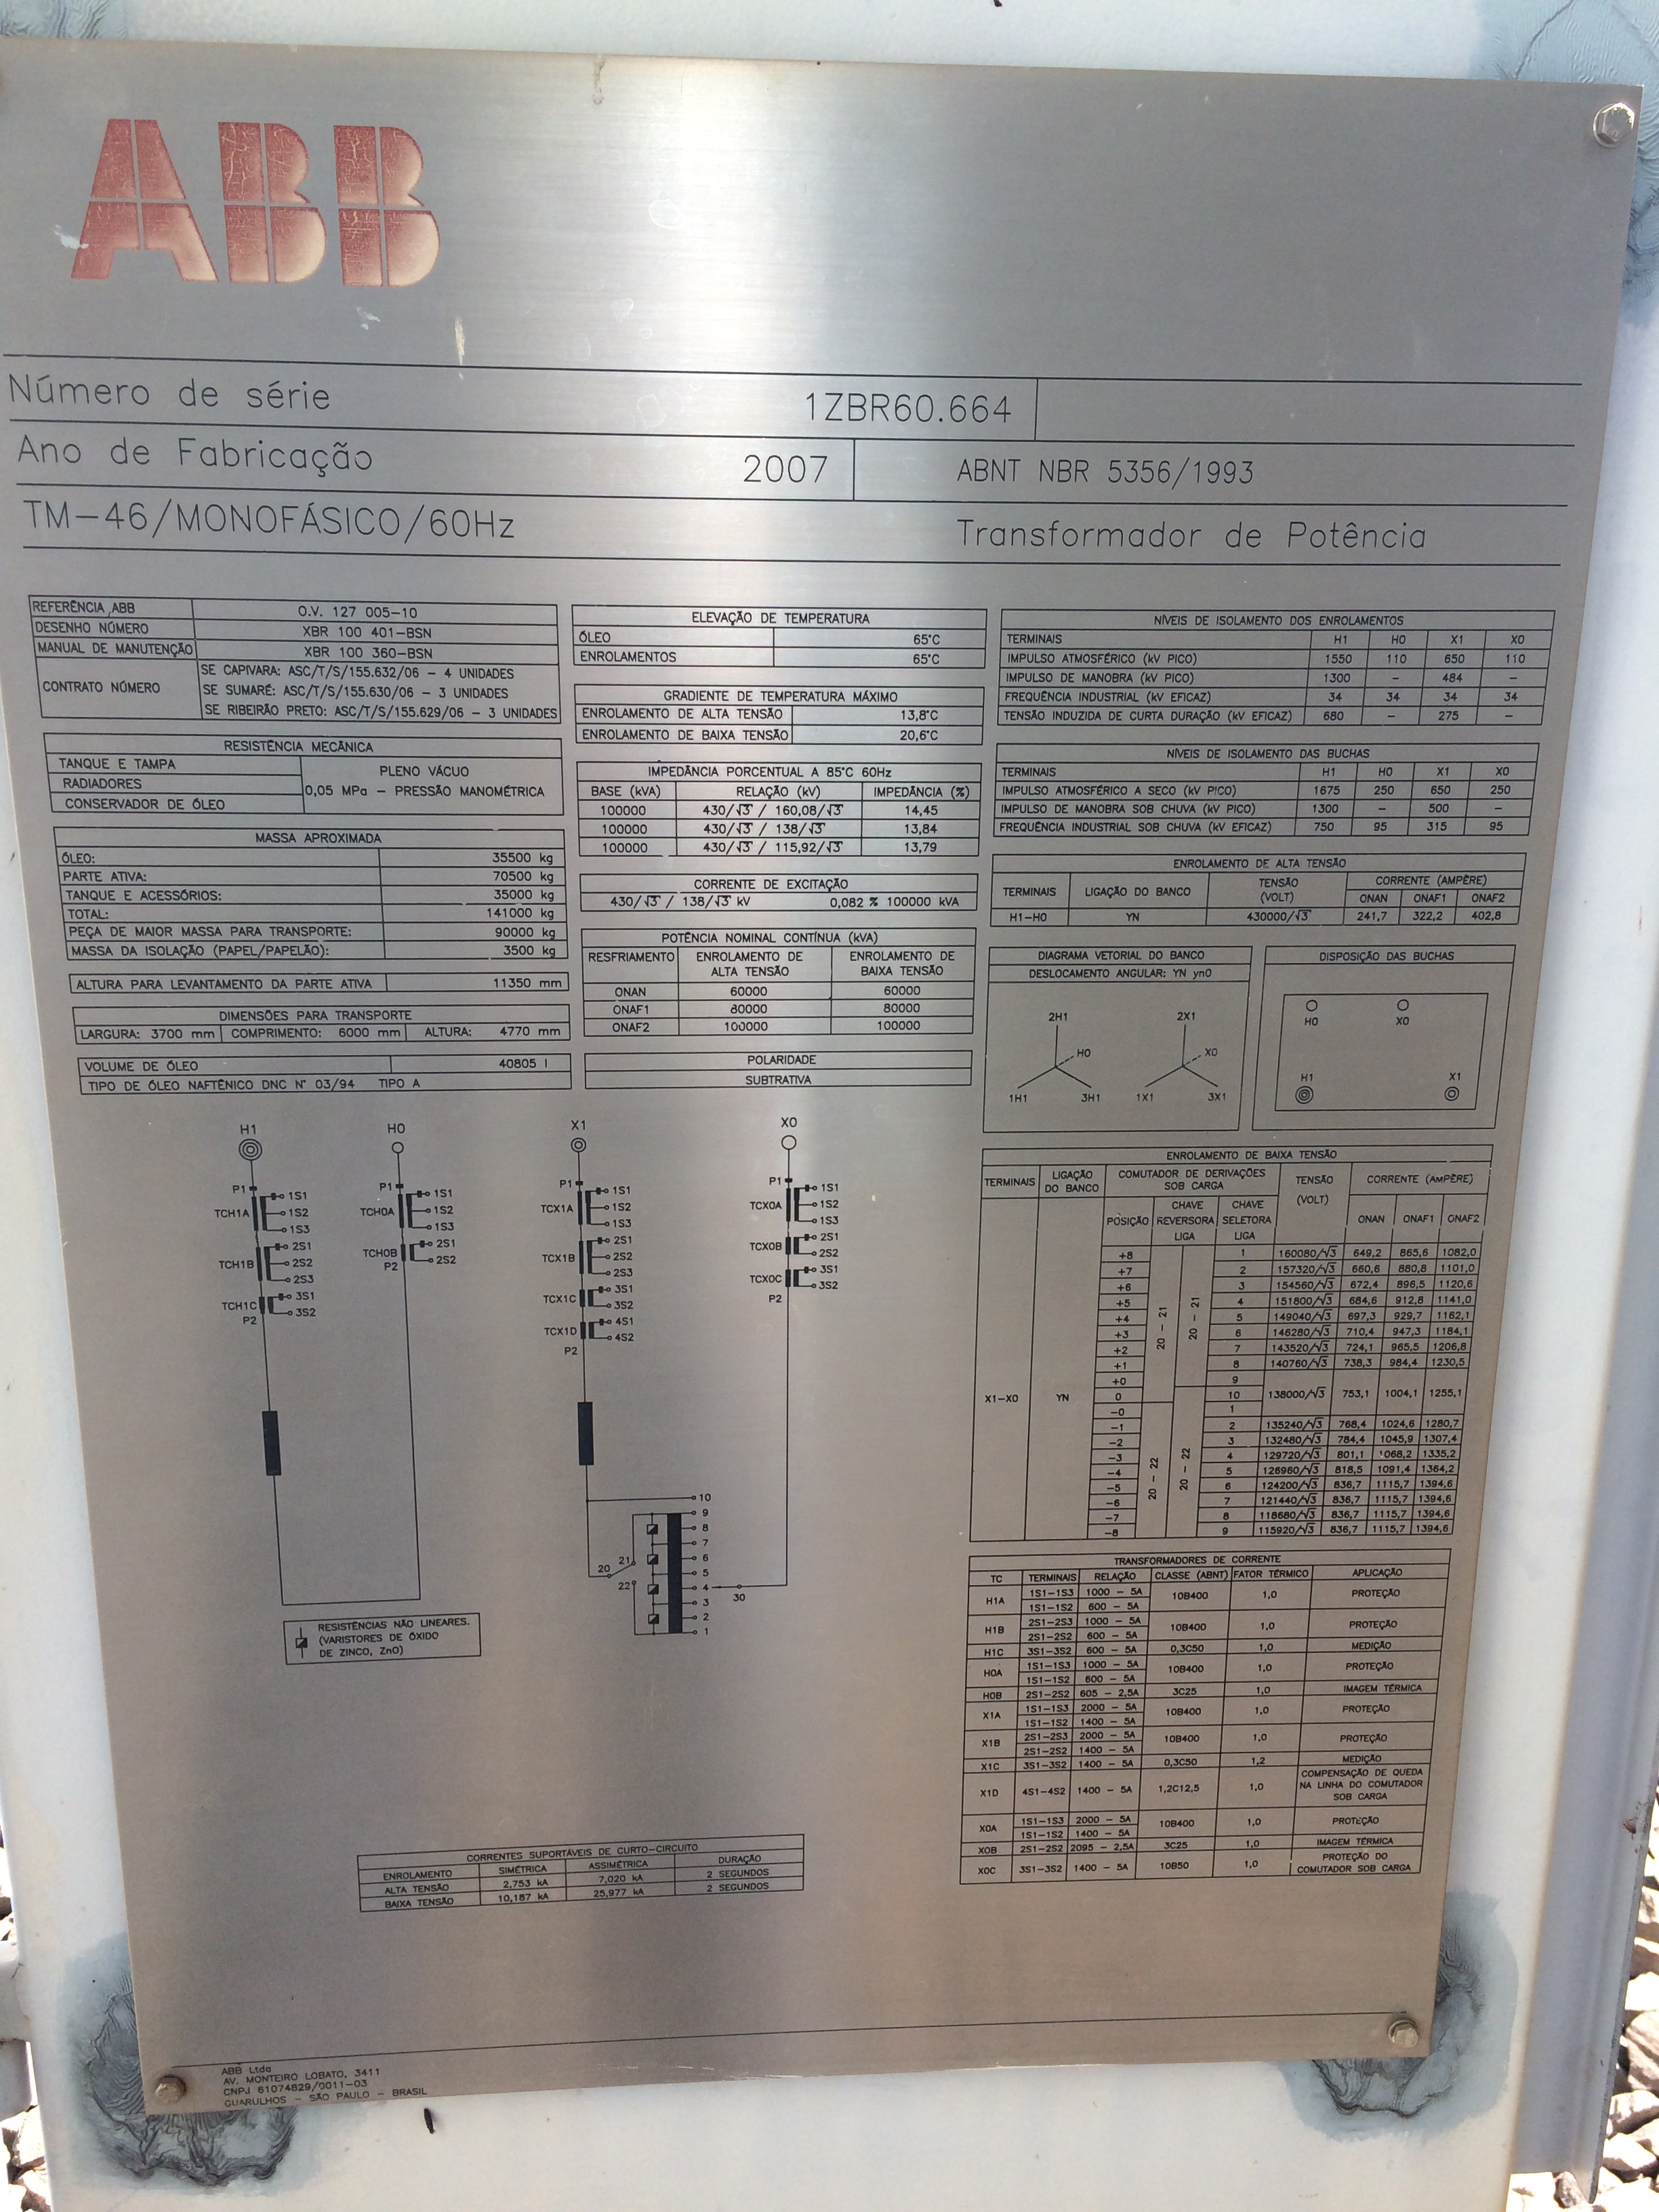 ABB
Número de série 1ZBR60.664
Ano de Fabricação 2007 ABNT NBR 5356/1993
TM-46/MONOFÁSICO/60Hz Transformador de Potência
REFERÊNCIA ABB O.V. 127 005-10
DESENHO NÚMERO XBR 100 401-BSN
MANUAL DE MANUTENÇÃO XBR 100 360-BSN
CONTRATO NÚMERO
SE CAPIVARA: ASC/T/S/155.632/06 - 4 UNIDADES
SE SUMARÉ: ASC/T/S/155.630/06 - 3 UNIDADES
SE RIBEIRÃO PRETO: ASC/T/S/155.629/06 - 3 UNIDADES
RESISTÊNCIA MECÂNICA
TANQUE E TAMPA
RADIADORES
CONSERVADOR DE ÓLEO
PLENO VÁCUO
0,05 MPa - PRESSÃO MANOMÉTRICA
MASSA APROXIMADA
ÓLEO: 35500 kg
PARTE ATIVA: 70500 kg
TANQUE E ACESSÓRIOS: 35000 kg
TOTAL: 141000 kg
PEÇA DE MAIOR MASSA PARA TRANSPORTE: 90000 kg
MASSA DA ISOLAÇÃO (PAPEL/PAPELÃO): 3500 kg
ALTURA PARA LEVANTAMENTO DA PARTE ATIVA 11350 mm
DIMENSÕES PARA TRANSPORTE
LARGURA: 3700 mm COMPRIMENTO: 6000 mm ALTURA: 4770 mm
VOLUME DE ÓLEO 40805 l
TIPO DE ÓLEO NAFTÊNICO DNC N° 03/94 TIPO A
ELEVAÇÃO DE TEMPERATURA
ÓLEO 65°C
ENROLAMENTOS 65°C
GRADIENTE DE TEMPERATURA MÁXIMO
ENROLAMENTO DE ALTA TENSÃO 13,8°C
ENROLAMENTO DE BAIXA TENSÃO 20,6°C
IMPEDÂNCIA PORCENTUAL A 85°C 60Hz
BASE (kVA) RELAÇÃO (kV) IMPEDÂNCIA (%)
100000 430/√3 / 160,08/√3 14,45
100000 430/√3 / 138/√3 13,84
100000 430/√3 / 115,92/√3 13,79
CORRENTE DE EXCITAÇÃO
430/√3 / 138/√3 kV 0,082 % 100000 kVA
POTÊNCIA NOMINAL CONTÍNUA (kVA)
RESFRIAMENTO ENROLAMENTO DE ALTA TENSÃO ENROLAMENTO DE BAIXA TENSÃO
ONAN 60000 60000
ONAF1 80000 80000
ONAF2 100000 100000
POLARIDADE
SUBTRATIVA
NÍVEIS DE ISOLAMENTO DOS ENROLAMENTOS
TERMINAIS H1 H0 X1 X0
IMPULSO ATMOSFÉRICO (kV PICO) 1550 110 650 110
IMPULSO DE MANOBRA (kV PICO) 1300 - 484 -
FREQUÊNCIA INDUSTRIAL (kV EFICAZ) 34 34 34 34
TENSÃO INDUZIDA DE CURTA DURAÇÃO (kV EFICAZ) 680 - 275 -
NÍVEIS DE ISOLAMENTO DAS BUCHAS
TERMINAIS H1 H0 X1 X0
IMPULSO ATMOSFÉRICO A SECO (kV PICO) 1675 250 650 250
IMPULSO DE MANOBRA SOB CHUVA (kV PICO) 1300 - 500 -
FREQUÊNCIA INDUSTRIAL SOB CHUVA (kV EFICAZ) 750 95 315 95
ENROLAMENTO DE ALTA TENSÃO
TERMINAIS LIGAÇÃO DO BANCO TENSÃO (VOLT) CORRENTE (AMPÈRE)
ONAN ONAF1 ONAF2
H1-H0 YN 430000/√3 241,7 322,2 402,8
DIAGRAMA VETORIAL DO BANCO
DESLOCAMENTO ANGULAR: YN yn0
2H1 H0 1H1 3H1
2X1 X0 1X1 3X1
DISPOSIÇÃO DAS BUCHAS
H0 X0
H1 X1
H1 H0 X1 X0
P1 TCH1A 1S1 1S2 1S3
TCH1B 2S1 2S2 2S3
TCH1C 3S1 3S2
P2
P1 TCH0A 1S1 1S2 1S3
TCH0B 2S1 2S2
P2
P1 TCX1A 1S1 1S2 1S3
TCX1B 2S1 2S2 2S3
TCX1C 3S1 3S2
TCX1D 4S1 4S2
P2
P1 TCX0A 1S1 1S2 1S3
TCX0B 2S1 2S2
TCX0C 3S1 3S2
P2
10
9
8
7
6
5
4
3
2
1
20 21 22 30
RESISTÊNCIAS NÃO LINEARES.
(VARISTORES DE ÓXIDO
DE ZINCO, ZnO)
ENROLAMENTO DE BAIXA TENSÃO
TERMINAIS LIGAÇÃO DO BANCO COMUTADOR DE DERIVAÇÕES SOB CARGA TENSÃO (VOLT) CORRENTE (AMPÈRE)
POSIÇÃO CHAVE REVERSORA LIGA CHAVE SELETORA LIGA ONAN ONAF1 ONAF2
X1-X0 YN
20 - 21 20 - 21
20 - 22 20 - 22
+8 1 160080/√3 649,2 865,6 1082,0
+7 2 157320/√3 660,6 880,8 1101,0
+6 3 154560/√3 672,4 896,5 1120,6
+5 4 151800/√3 684,6 912,8 1141,0
+4 5 149040/√3 697,3 929,7 1162,1
+3 6 146280/√3 710,4 947,3 1184,1
+2 7 143520/√3 724,1 965,5 1206,8
+1 8 140760/√3 738,3 984,4 1230,5
+0 9
0 10 138000/√3 753,1 1004,1 1255,1
-0 1
-1 2 135240/√3 768,4 1024,6 1280,7
-2 3 132480/√3 784,4 1045,9 1307,4
-3 4 129720/√3 801,1 1068,2 1335,2
-4 5 126960/√3 818,5 1091,4 1364,2
-5 6 124200/√3 836,7 1115,7 1394,6
-6 7 121440/√3 836,7 1115,7 1394,6
-7 8 118680/√3 836,7 1115,7 1394,6
-8 9 115920/√3 836,7 1115,7 1394,6
TRANSFORMADORES DE CORRENTE
TC TERMINAIS RELAÇÃO CLASSE (ABNT) FATOR TÉRMICO APLICAÇÃO
H1A 1S1-1S3 1000 - 5A 10B400 1,0 PROTEÇÃO
1S1-1S2 600 - 5A
H1B 2S1-2S3 1000 - 5A 10B400 1,0 PROTEÇÃO
2S1-2S2 600 - 5A
H1C 3S1-3S2 600 - 5A 0,3C50 1,0 MEDIÇÃO
H0A 1S1-1S3 1000 - 5A 10B400 1,0 PROTEÇÃO
1S1-1S2 600 - 5A
H0B 2S1-2S2 605 - 2,5A 3C25 1,0 IMAGEM TÉRMICA
X1A 1S1-1S3 2000 - 5A 10B400 1,0 PROTEÇÃO
1S1-1S2 1400 - 5A
X1B 2S1-2S3 2000 - 5A 10B400 1,0 PROTEÇÃO
2S1-2S2 1400 - 5A
X1C 3S1-3S2 1400 - 5A 0,3C50 1,2 MEDIÇÃO
X1D 4S1-4S2 1400 - 5A 1,2C12,5 1,0 COMPENSAÇÃO DE QUEDA NA LINHA DO COMUTADOR SOB CARGA
X0A 1S1-1S3 2000 - 5A 10B400 1,0 PROTEÇÃO
1S1-1S2 1400 - 5A
X0B 2S1-2S2 2095 - 2,5A 3C25 1,0 IMAGEM TÉRMICA
X0C 3S1-3S2 1400 - 5A 10B50 1,0 PROTEÇÃO DO COMUTADOR SOB CARGA
CORRENTES SUPORTÁVEIS DE CURTO-CIRCUITO
ENROLAMENTO SIMÉTRICA ASSIMÉTRICA DURAÇÃO
ALTA TENSÃO 2,753 kA 7,020 kA 2 SEGUNDOS
BAIXA TENSÃO 10,187 kA 25,977 kA 2 SEGUNDOS
ABB Ltda
AV. MONTEIRO LOBATO, 3411
CNPJ 61074829/0011-03
GUARULHOS - SÃO PAULO - BRASIL